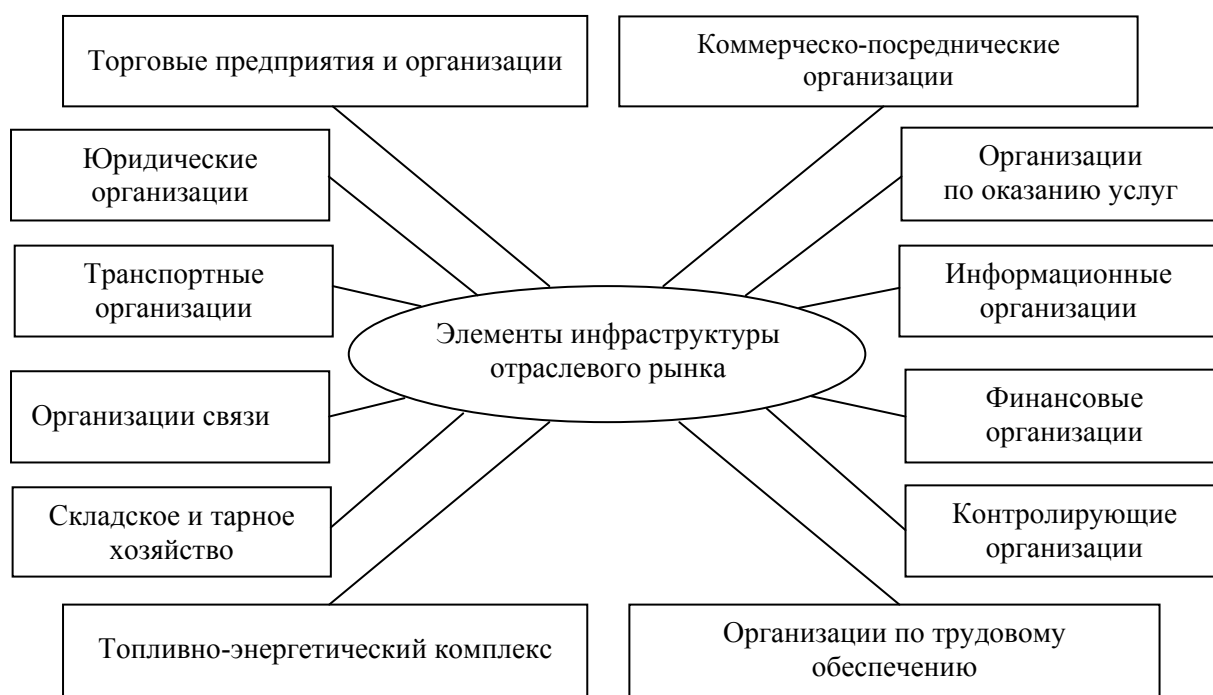 Торговые предприятия и организации
Коммерческо-посреднические
организации
Юридические
организации
Организации
по оказанию услуг
Транспортные
организации
Информационные
организации
Элементы инфраструктуры
отраслевого рынка
Организации связи
Финансовые
организации
Складское и тарное
хозяйство
Контролирующие
организации
Топливно-энергетический комплекс
Организации по трудовому
обеспечению